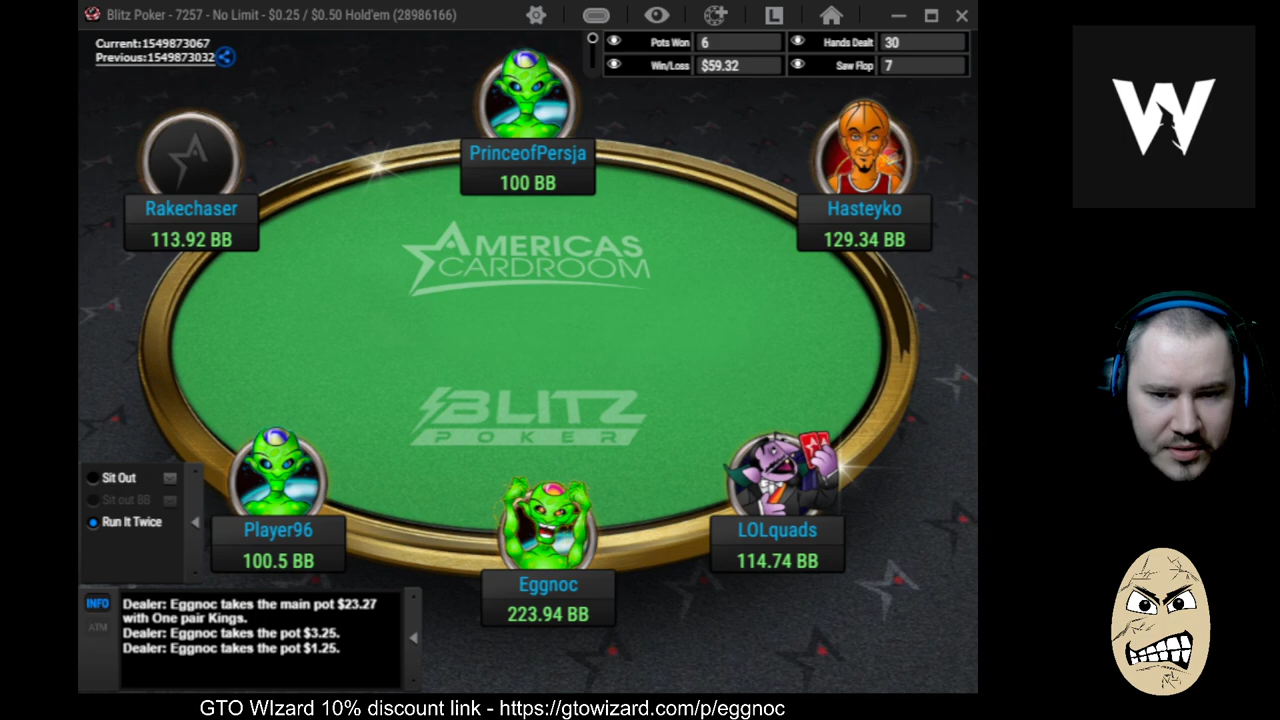 Blitz Poker - 7257 - No Limit - $0.25 / $0.50 Hold'em (28986166)
L
Current:1549873067
Previous:1549873032
Pots Won 6 Hands Dealt 30
Win/Loss $59.32 Saw Flop 7
PrinceofPersja
100 BB
Rakechaser
113.92 BB
Hasteyko
129.34 BB
AMERICAS
CARDROOM
BLITZ
POKER
Sit Out
Sit out BB
Run It Twice
Player96
100.5 BB
LOLquads
114.74 BB
Eggnoc
223.94 BB
INFO
ATM
Dealer: Eggnoc takes the main pot $23.27
with One pair Kings.
Dealer: Eggnoc takes the pot $3.25.
Dealer: Eggnoc takes the pot $1.25.
W
GTO WIzard 10% discount link - https://gtowizard.com/p/eggnoc